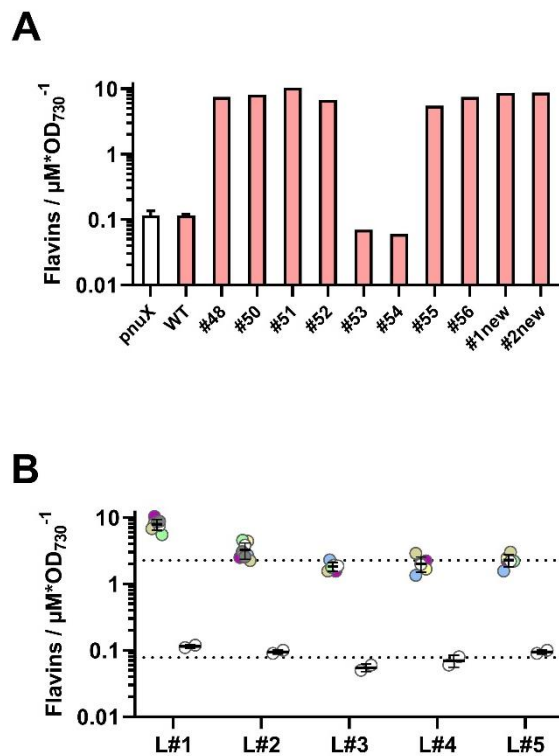 A
Flavins / µM*OD730-1
10
1
0.1
0.01
pnuX
WT
#48
#50
#51
#52
#53
#54
#55
#56
#1new
#2new
B
Flavins / µM*OD730-1
10
1
0.1
0.01
L#1
L#2
L#3
L#4
L#5